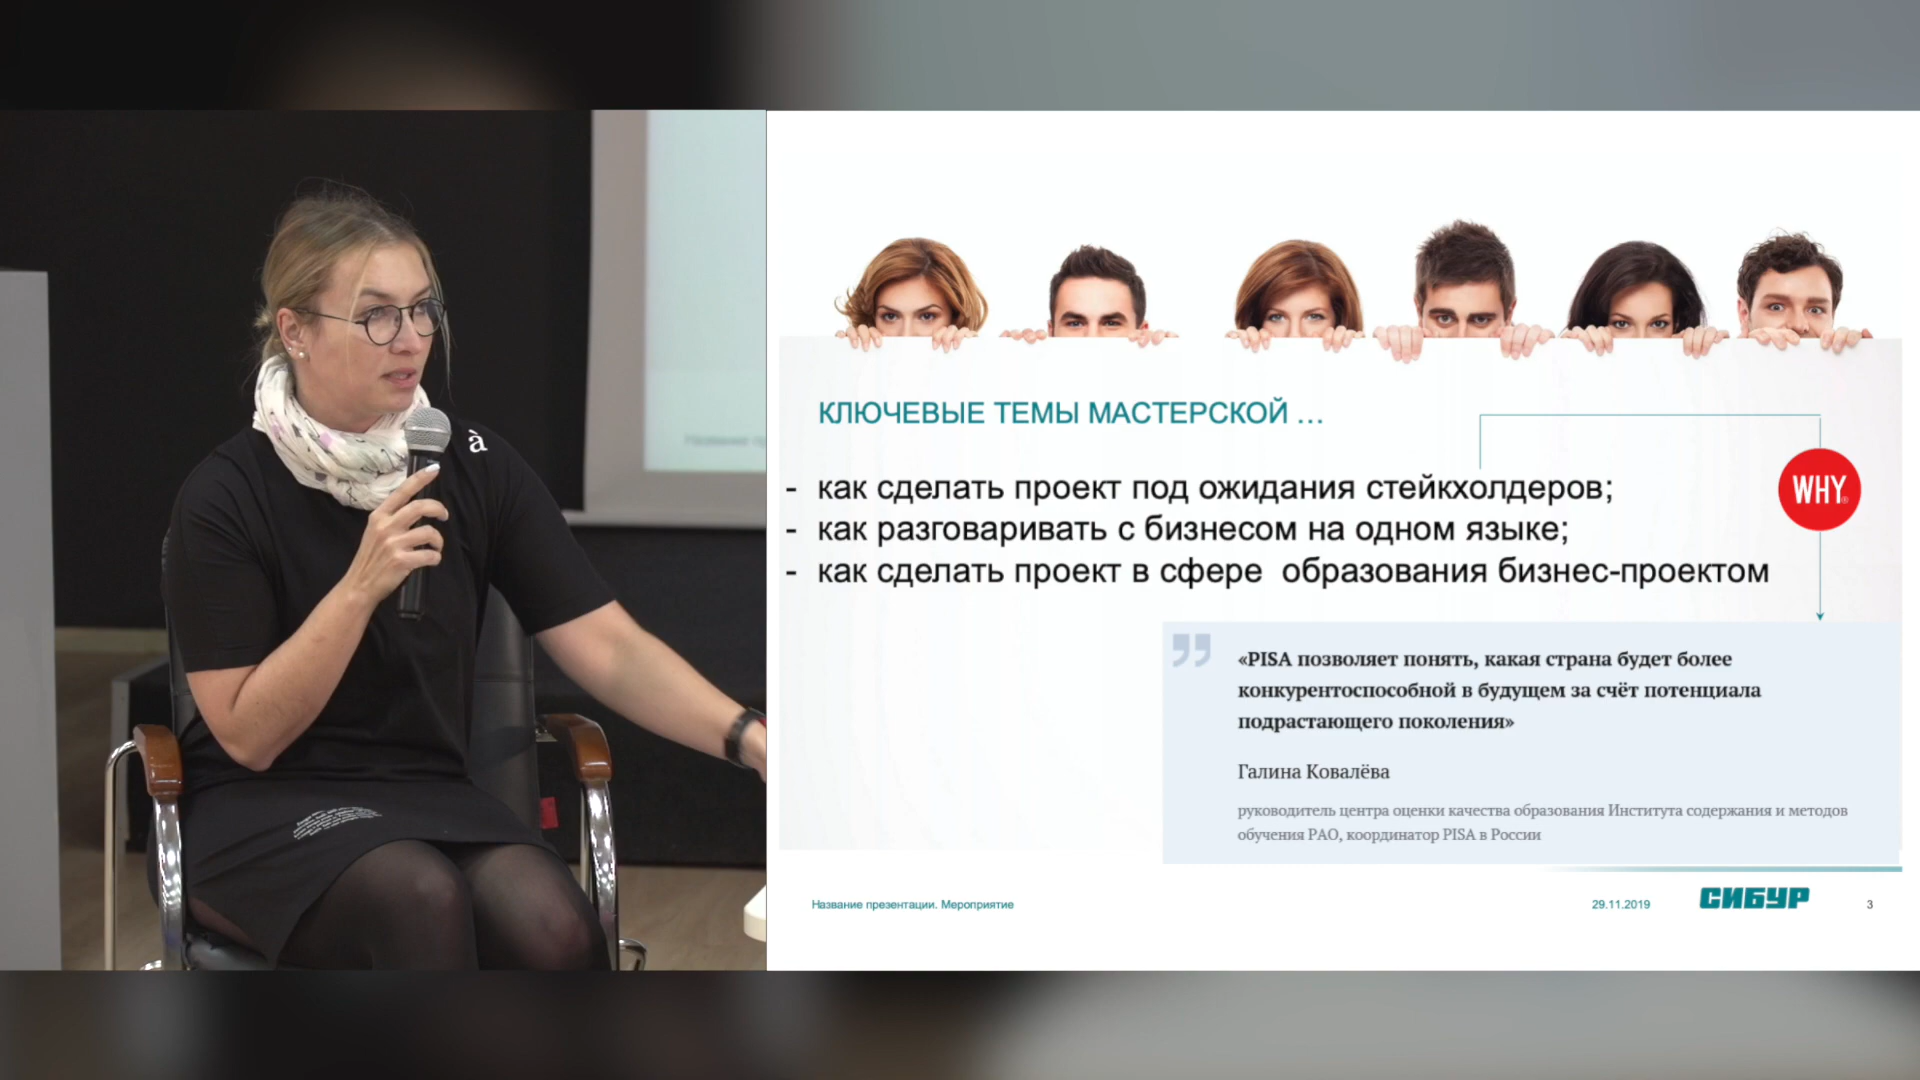 à
КЛЮЧЕВЫЕ ТЕМЫ МАСТЕРСКОЙ ...
- как сделать проект под ожидания стейкхолдеров;
- как разговаривать с бизнесом на одном языке;
- как сделать проект в сфере образования бизнес-проектом
WHY
«PISA позволяет понять, какая страна будет более
конкурентоспособной в будущем за счёт потенциала
подрастающего поколения»
Галина Ковалёва
руководитель центра оценки качества образования Института содержания и методов
обучения РАО, координатор PISA в России
Название презентации. Мероприятие
29.11.2019
СИБУР
3